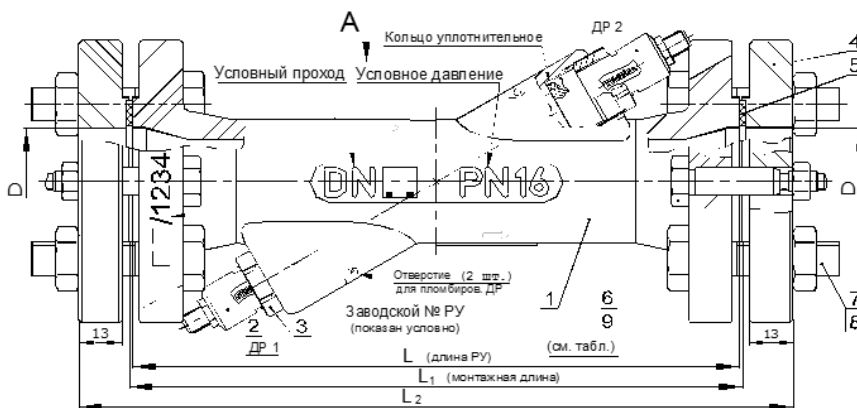 А
Кольцо уплотнительное
ДР 2
4
5
Условный проход
Условное давление
D
/1234
DN
PN16
D
Отверстие (2 шт.)
для пломбиров. ДР
Заводской № РУ
(показан условно)
1
6
9
(см. табл.)
7
8
2
ДР 1
3
13
13
L (длина РУ)
L₁ (монтажная длина)
L₂